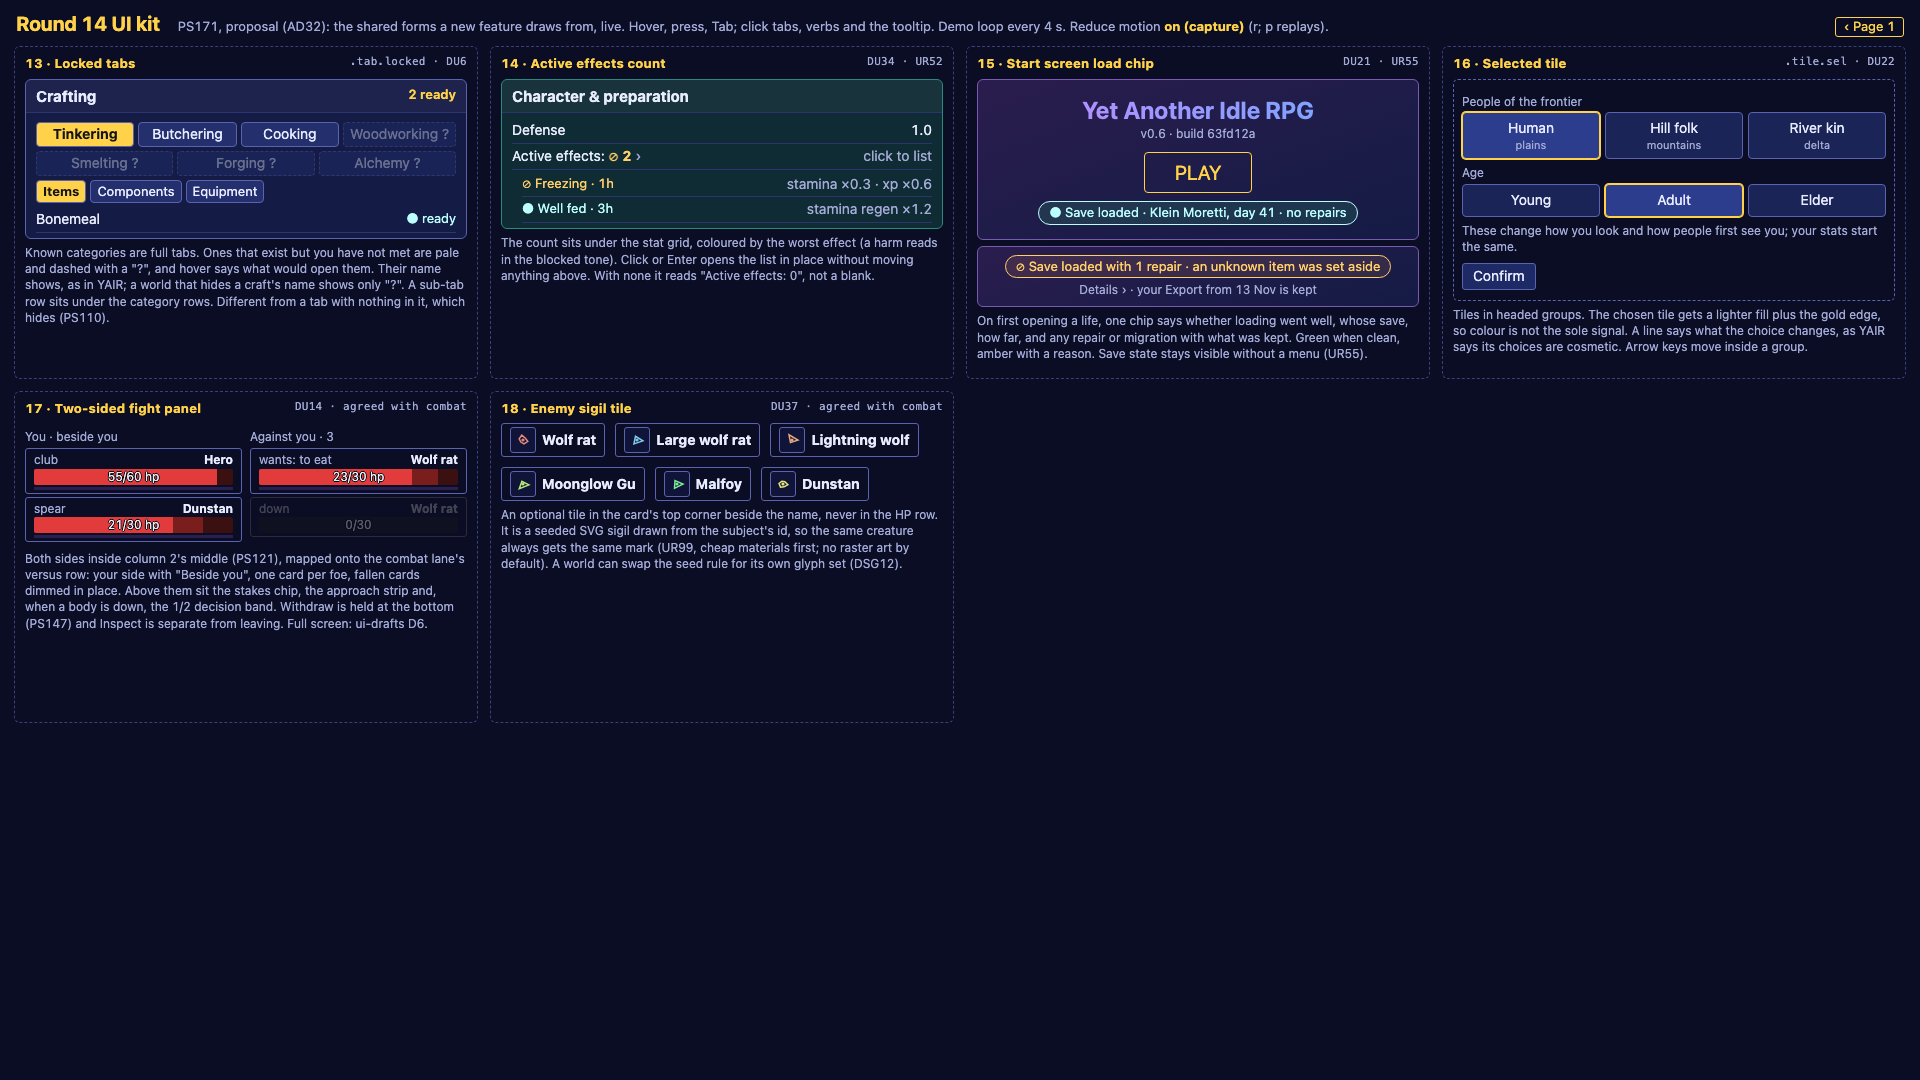 Round 14 UI kit
PS171, proposal (AD32): the shared forms a new feature draws from, live. Hover, press, Tab; click tabs, verbs and the tooltip. Demo loop every 4 s. Reduce motion on (capture) (r; p replays).
‹ Page 1
13 · Locked tabs
.tab.locked · DU6
Crafting
2 ready
Tinkering
Butchering
Cooking
Woodworking ?
Smelting ?
Forging ?
Alchemy ?
Items
Components
Equipment
Bonemeal
ready
Known categories are full tabs. Ones that exist but you have not met are pale
and dashed with a "?", and hover says what would open them. Their name
shows, as in YAIR; a world that hides a craft's name shows only "?". A sub-tab
row sits under the category rows. Different from a tab with nothing in it, which
hides (PS110).
14 · Active effects count
DU34 · UR52
Character & preparation
Defense
1.0
Active effects: ⊘ 2 ›
click to list
⊘ Freezing · 1h
stamina ×0.3 · xp ×0.6
Well fed · 3h
stamina regen ×1.2
The count sits under the stat grid, coloured by the worst effect (a harm reads
in the blocked tone). Click or Enter opens the list in place without moving
anything above. With none it reads "Active effects: 0", not a blank.
15 · Start screen load chip
DU21 · UR55
Yet Another Idle RPG
v0.6 · build 63fd12a
PLAY
Save loaded · Klein Moretti, day 41 · no repairs
⊘ Save loaded with 1 repair · an unknown item was set aside
Details › · your Export from 13 Nov is kept
On first opening a life, one chip says whether loading went well, whose save,
how far, and any repair or migration with what was kept. Green when clean,
amber with a reason. Save state stays visible without a menu (UR55).
16 · Selected tile
.tile.sel · DU22
People of the frontier
Human
plains
Hill folk
mountains
River kin
delta
Age
Young
Adult
Elder
These change how you look and how people first see you; your stats start
the same.
Confirm
Tiles in headed groups. The chosen tile gets a lighter fill plus the gold edge,
so colour is not the sole signal. A line says what the choice changes, as YAIR
says its choices are cosmetic. Arrow keys move inside a group.
17 · Two-sided fight panel
DU14 · agreed with combat
You · beside you
Against you · 3
club
Hero
55/60 hp
wants: to eat
Wolf rat
23/30 hp
spear
Dunstan
21/30 hp
down
Wolf rat
0/30
Both sides inside column 2's middle (PS121), mapped onto the combat lane's
versus row: your side with "Beside you", one card per foe, fallen cards
dimmed in place. Above them sit the stakes chip, the approach strip and,
when a body is down, the 1/2 decision band. Withdraw is held at the bottom
(PS147) and Inspect is separate from leaving. Full screen: ui-drafts D6.
18 · Enemy sigil tile
DU37 · agreed with combat
Wolf rat
Large wolf rat
Lightning wolf
Moonglow Gu
Malfoy
Dunstan
An optional tile in the card's top corner beside the name, never in the HP row.
It is a seeded SVG sigil drawn from the subject's id, so the same creature
always gets the same mark (UR99, cheap materials first; no raster art by
default). A world can swap the seed rule for its own glyph set (DSG12).